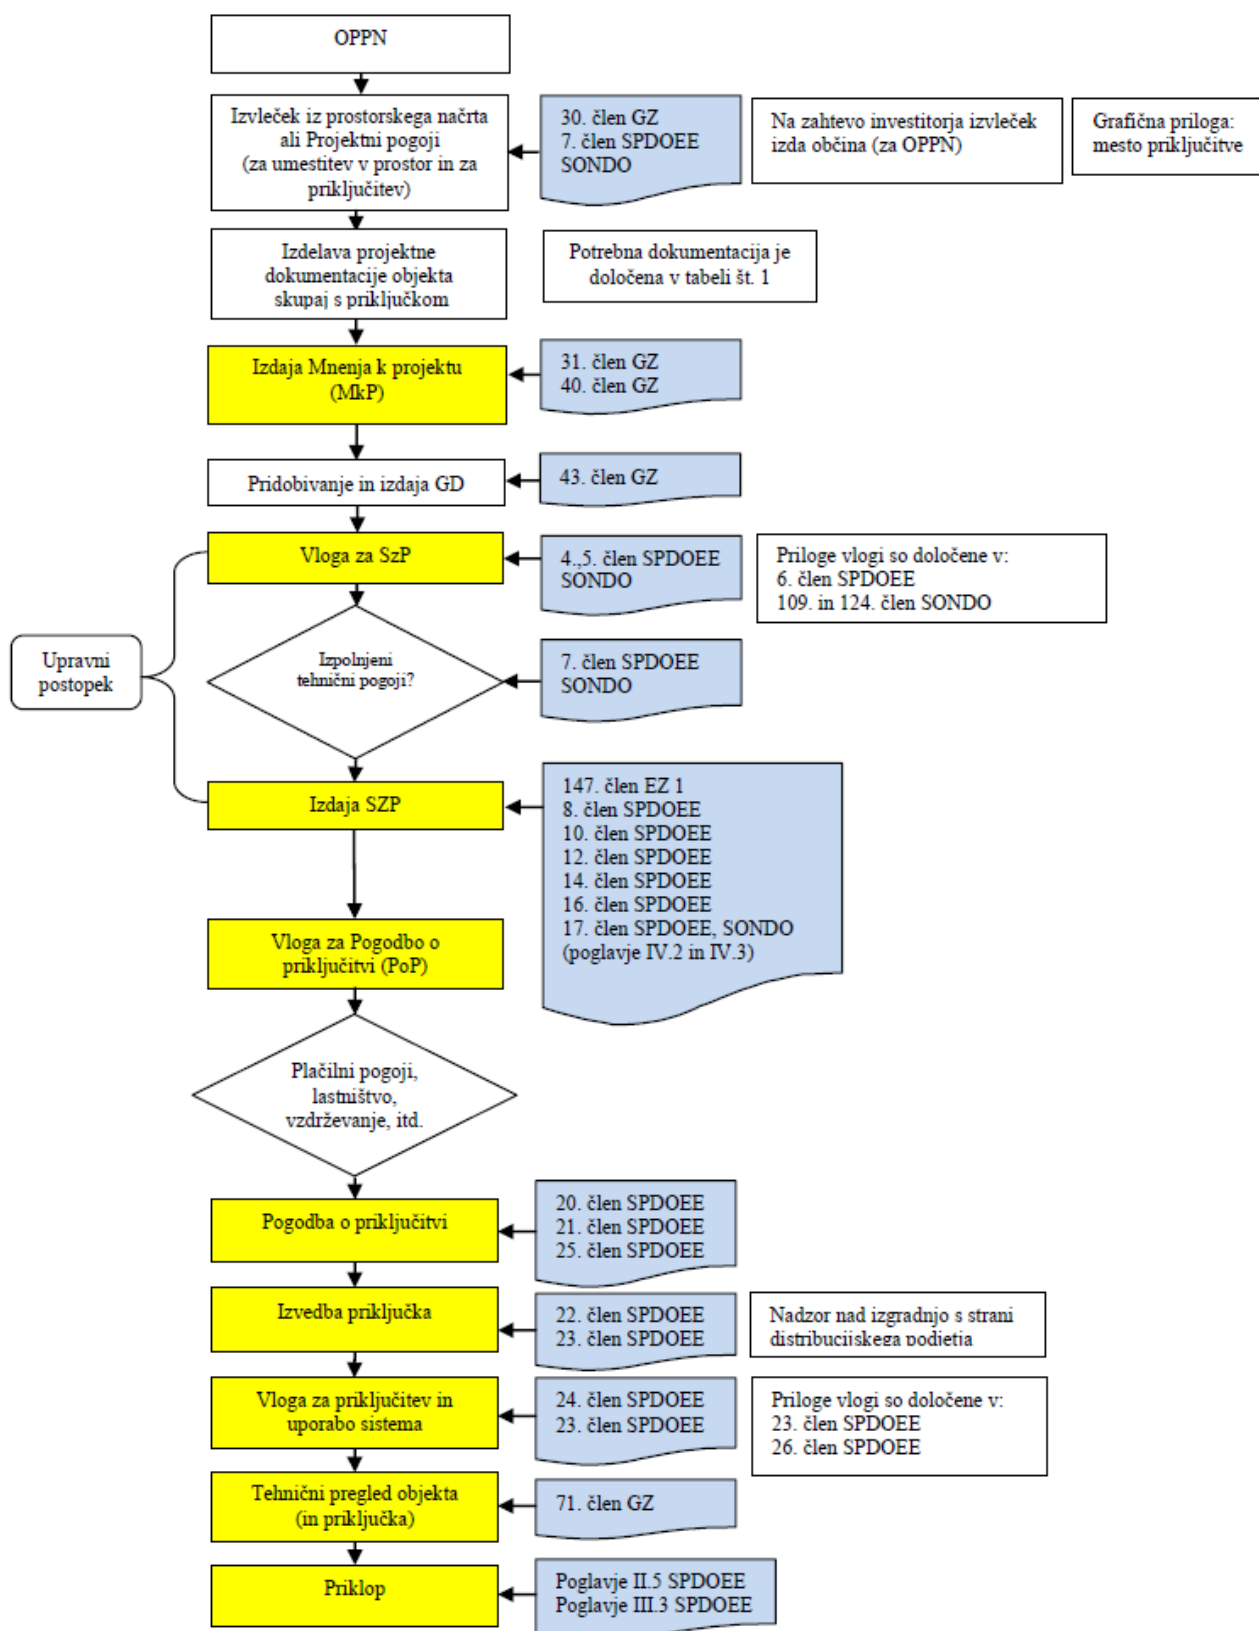 OPPN
Izvleček iz prostorskega načrta
ali Projektni pogoji
(za umestitev v prostor in za
priključitev)
30. člen GZ
7. člen SPDOEE
SONDO
Na zahtevo investitorja izvleček
izda občina (za OPPN)
Grafična priloga:
mesto priključitve
Izdelava projektne
dokumentacije objekta
skupaj s priključkom
Potrebna dokumentacija je
določena v tabeli št. 1
Izdaja Mnenja k projektu
(MkP)
31. člen GZ
40. člen GZ
Pridobivanje in izdaja GD
43. člen GZ
Vloga za SzP
4.,5. člen SPDOEE
SONDO
Priloge vlogi so določene v:
6. člen SPDOEE
109. in 124. člen SONDO
Upravni
postopek
Izpolnjeni
tehnični pogoji?
7. člen SPDOEE
SONDO
Izdaja SZP
147. člen EZ 1
8. člen SPDOEE
10. člen SPDOEE
12. člen SPDOEE
14. člen SPDOEE
16. člen SPDOEE
17. člen SPDOEE, SONDO
(poglavje IV.2 in IV.3)
Vloga za Pogodbo o
priključitvi (PoP)
Plačilni pogoji,
lastništvo,
vzdrževanje, itd.
Pogodba o priključitvi
20. člen SPDOEE
21. člen SPDOEE
25. člen SPDOEE
Izvedba priključka
22. člen SPDOEE
23. člen SPDOEE
Nadzor nad izgradnjo s strani
distribucijskega podjetja
Vloga za priključitev in
uporabo sistema
24. člen SPDOEE
23. člen SPDOEE
Priloge vlogi so določene v:
23. člen SPDOEE
26. člen SPDOEE
Tehnični pregled objekta
(in priključka)
71. člen GZ
Priklop
Poglavje II.5 SPDOEE
Poglavje III.3 SPDOEE